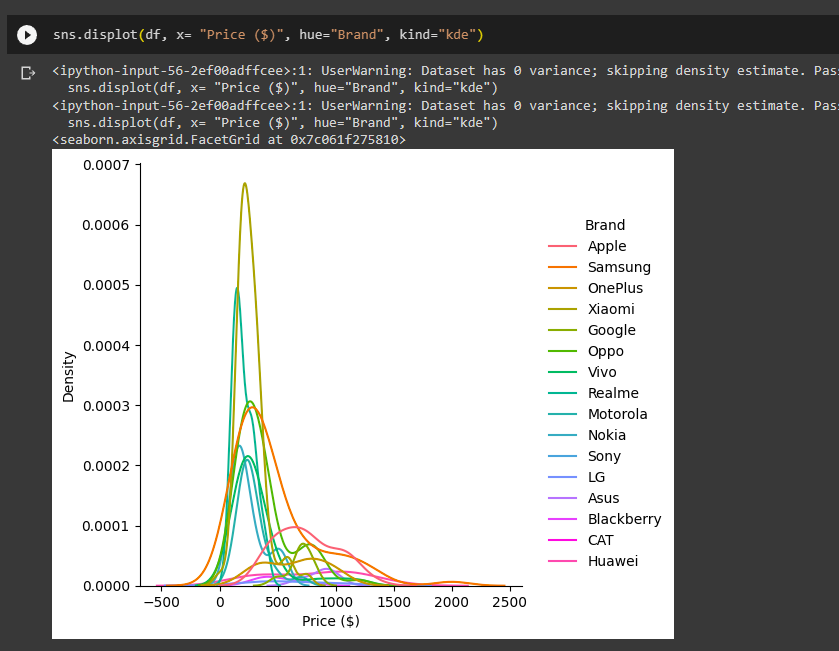 sns.displot(df, x= "Price ($)", hue="Brand", kind="kde")
<ipython-input-56-2ef00adffcee>:1: UserWarning: Dataset has 0 variance; skipping density estimate. Pas
sns.displot(df, x= "Price ($)", hue="Brand", kind="kde")
<ipython-input-56-2ef00adffcee>:1: UserWarning: Dataset has 0 variance; skipping density estimate. Pas
sns.displot(df, x= "Price ($)", hue="Brand", kind="kde")
<seaborn.axisgrid.FacetGrid at 0x7c061f275810>
0.0007
0.0006
0.0005
0.0004
0.0003
0.0002
0.0001
0.0000
Density
−500 0 500 1000 1500 2000 2500
Price ($)
Brand
Apple
Samsung
OnePlus
Xiaomi
Google
Oppo
Vivo
Realme
Motorola
Nokia
Sony
LG
Asus
Blackberry
CAT
Huawei